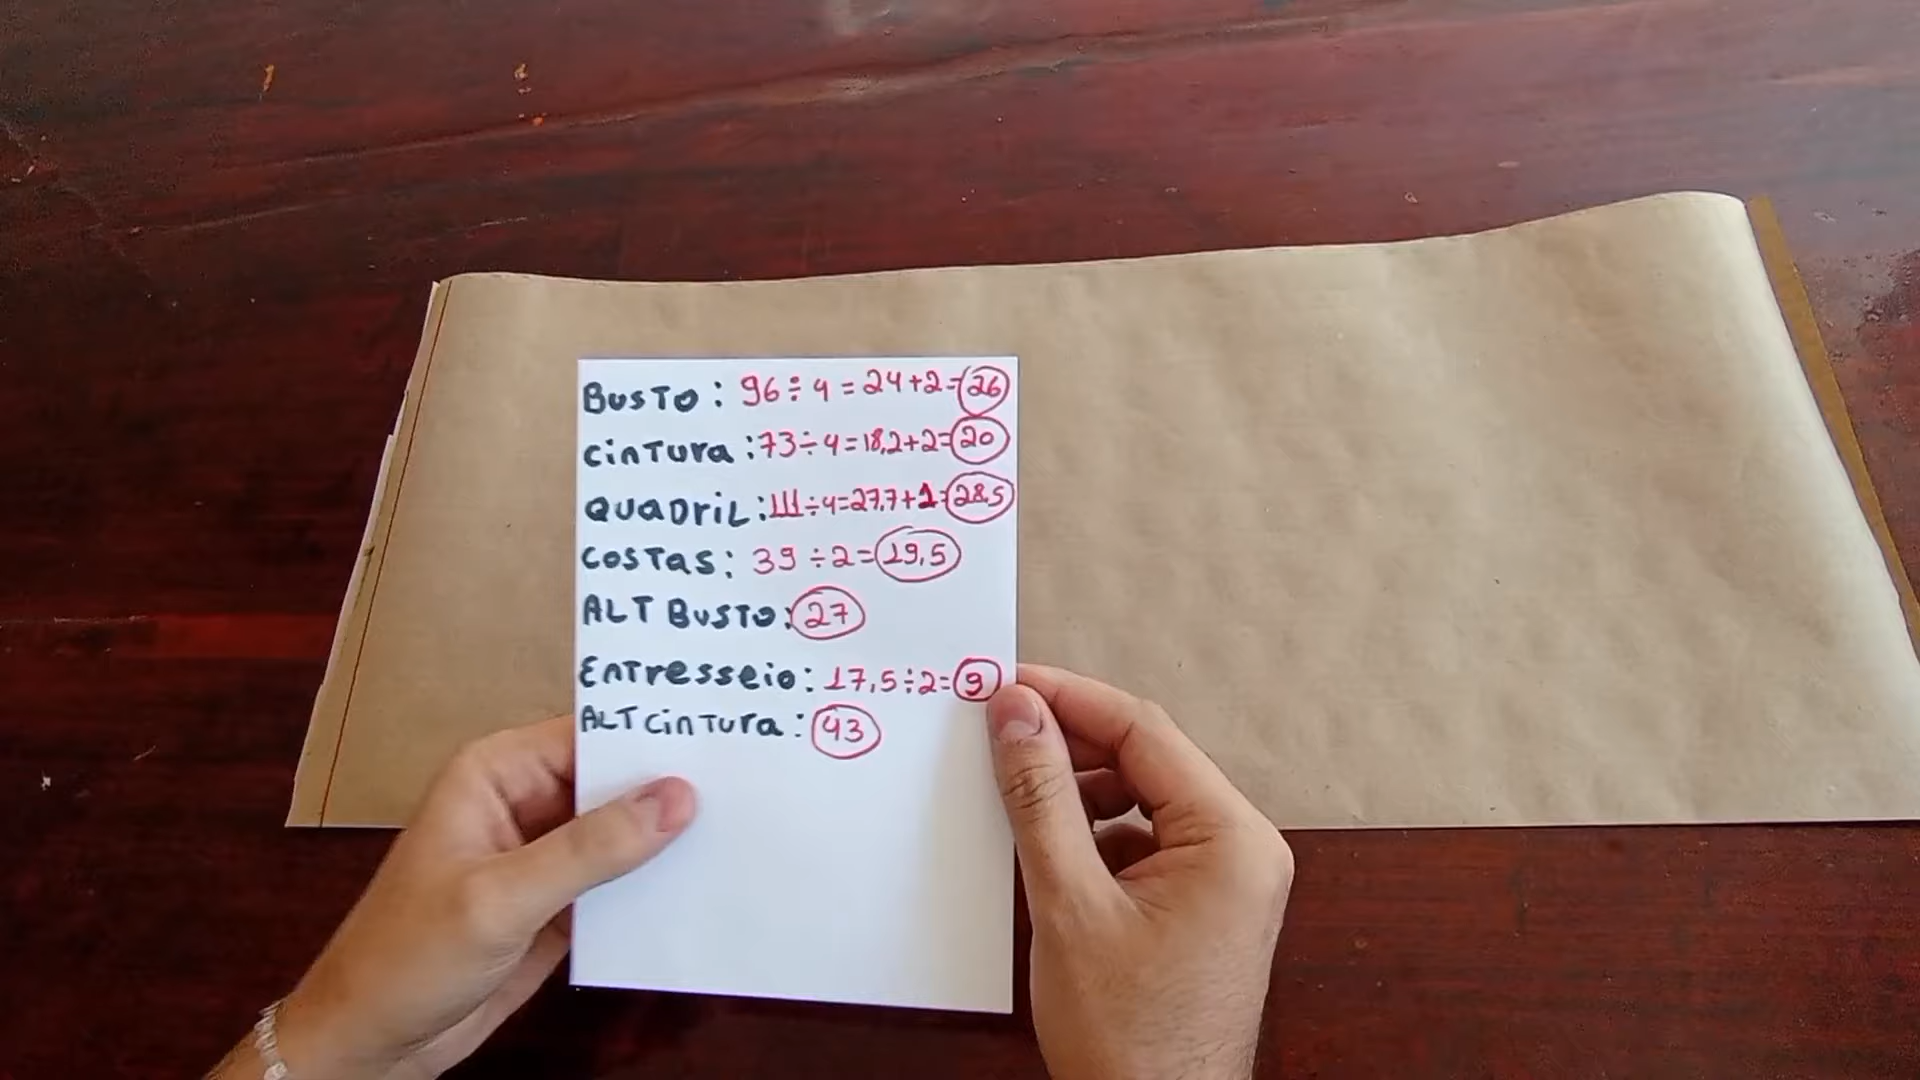 BUSTO: 96÷4=24+2=26
CinTura:73÷4=18,2+2=20
QUADriL:111÷4=27,7+1=28,5
COSTAS: 39÷2=19,5
ALT BUSTO:27
EnTresseio: 17,5÷2=9
ALT cinTura: 43